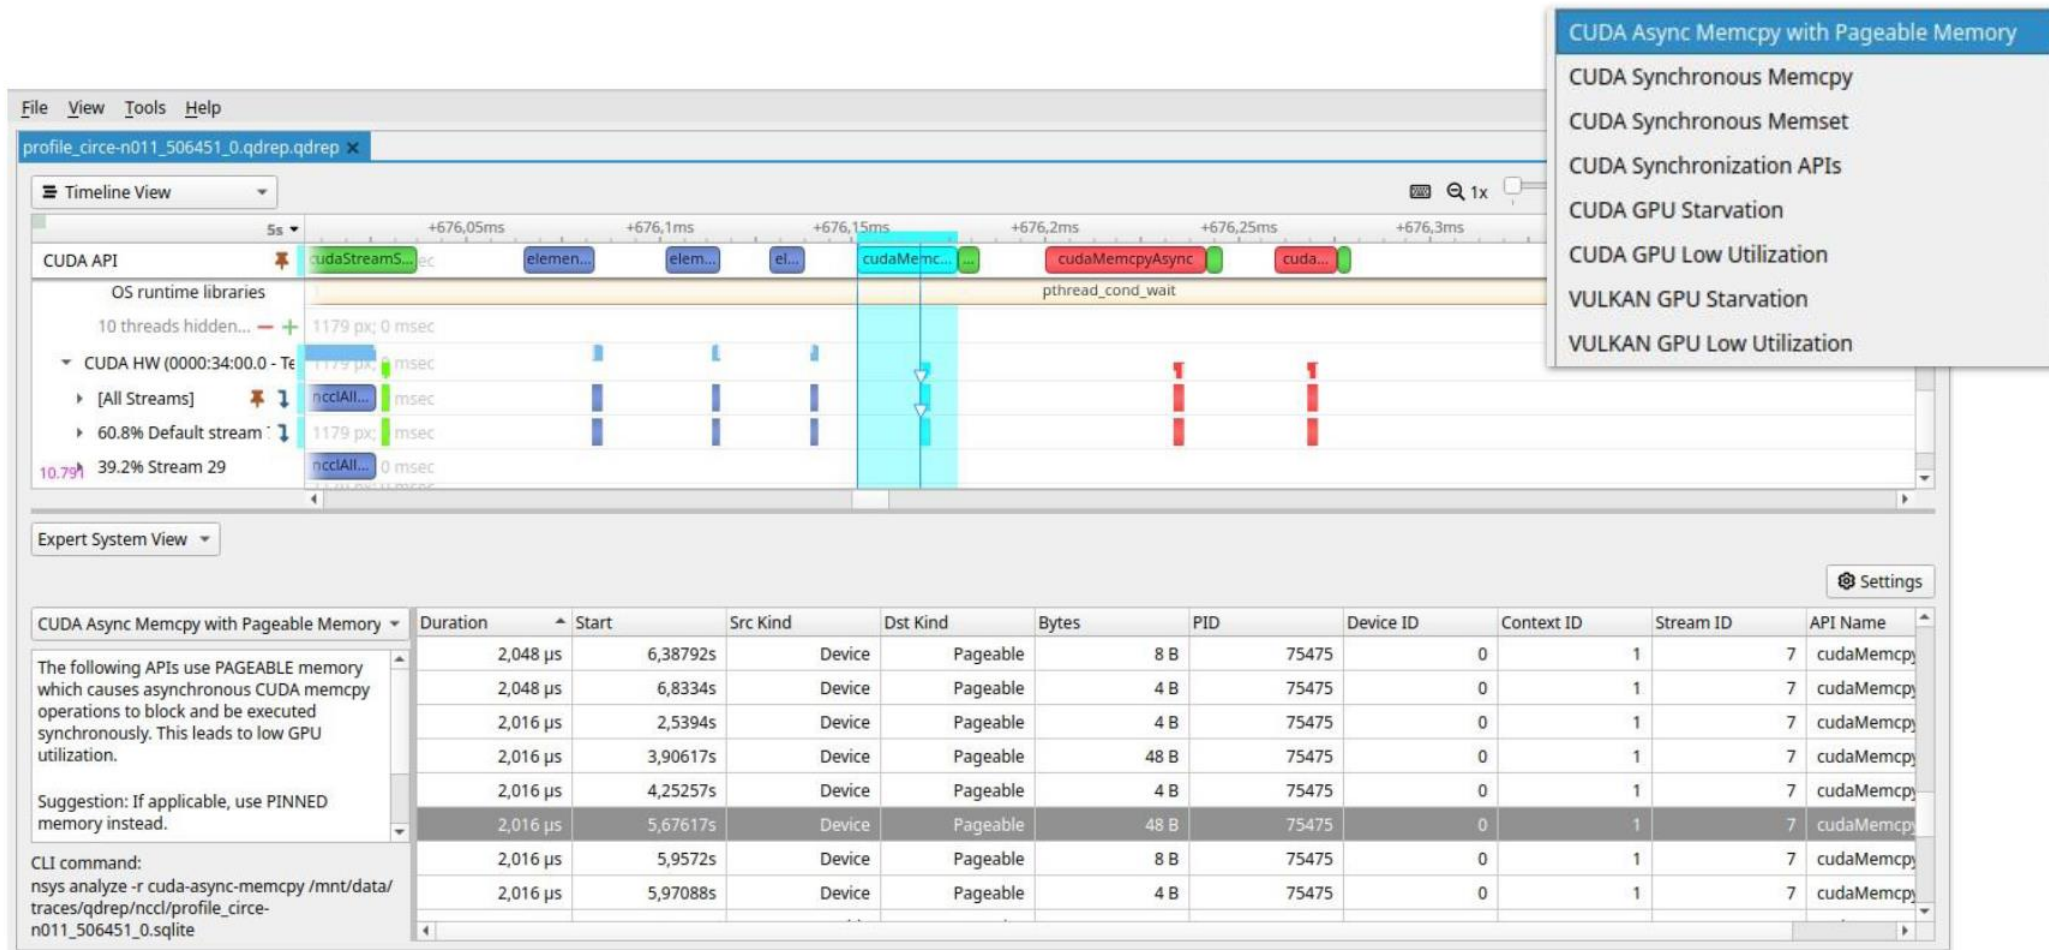 CUDA Async Memcpy with Pageable Memory
CUDA Synchronous Memcpy
CUDA Synchronous Memset
CUDA Synchronization APIs
CUDA GPU Starvation
CUDA GPU Low Utilization
VULKAN GPU Starvation
VULKAN GPU Low Utilization
File View Tools Help
profile_circe-n011_506451_0.qdrep.qdrep
Timeline View
1x
5s +676,05ms +676,1ms +676,15ms +676,2ms +676,25ms +676,3ms
CUDA API udaStreamS... ec elemen... elem... el... cudaMemc... ... cudaMemcpyAsync cuda...
OS runtime libraries pthread_cond_wait
10 threads hidden... 1179 px; 0 msec
CUDA HW (0000:34:00.0 - Te 1179 px; msec
[All Streams] ncclAll... msec
60.8% Default stream 1179 px; msec
10.79 39.2% Stream 29 ncclAll... 0 msec
Expert System View
Settings
CUDA Async Memcpy with Pageable Memory
The following APIs use PAGEABLE memory
which causes asynchronous CUDA memcpy
operations to block and be executed
synchronously. This leads to low GPU
utilization.
Suggestion: If applicable, use PINNED
memory instead.
CLI command:
nsys analyze -r cuda-async-memcpy /mnt/data/
traces/qdrep/nccl/profile_circe-
n011_506451_0.sqlite
Duration Start Src Kind Dst Kind Bytes PID Device ID Context ID Stream ID API Name
2,048 μs 6,38792s Device Pageable 8 B 75475 0 1 7 cudaMemcpy
2,048 μs 6,8334s Device Pageable 4 B 75475 0 1 7 cudaMemcpy
2,016 μs 2,5394s Device Pageable 4 B 75475 0 1 7 cudaMemcpy
2,016 μs 3,90617s Device Pageable 48 B 75475 0 1 7 cudaMemcpy
2,016 μs 4,25257s Device Pageable 4 B 75475 0 1 7 cudaMemcpy
2,016 μs 5,67617s Device Pageable 48 B 75475 0 1 7 cudaMemcpy
2,016 μs 5,9572s Device Pageable 8 B 75475 0 1 7 cudaMemcpy
2,016 μs 5,97088s Device Pageable 4 B 75475 0 1 7 cudaMemcpy